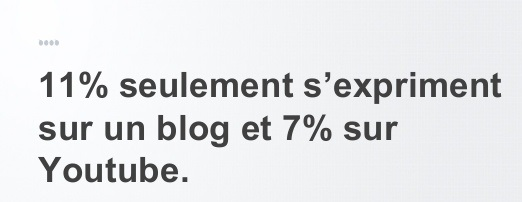 11% seulement s’expriment
sur un blog et 7% sur
Youtube.